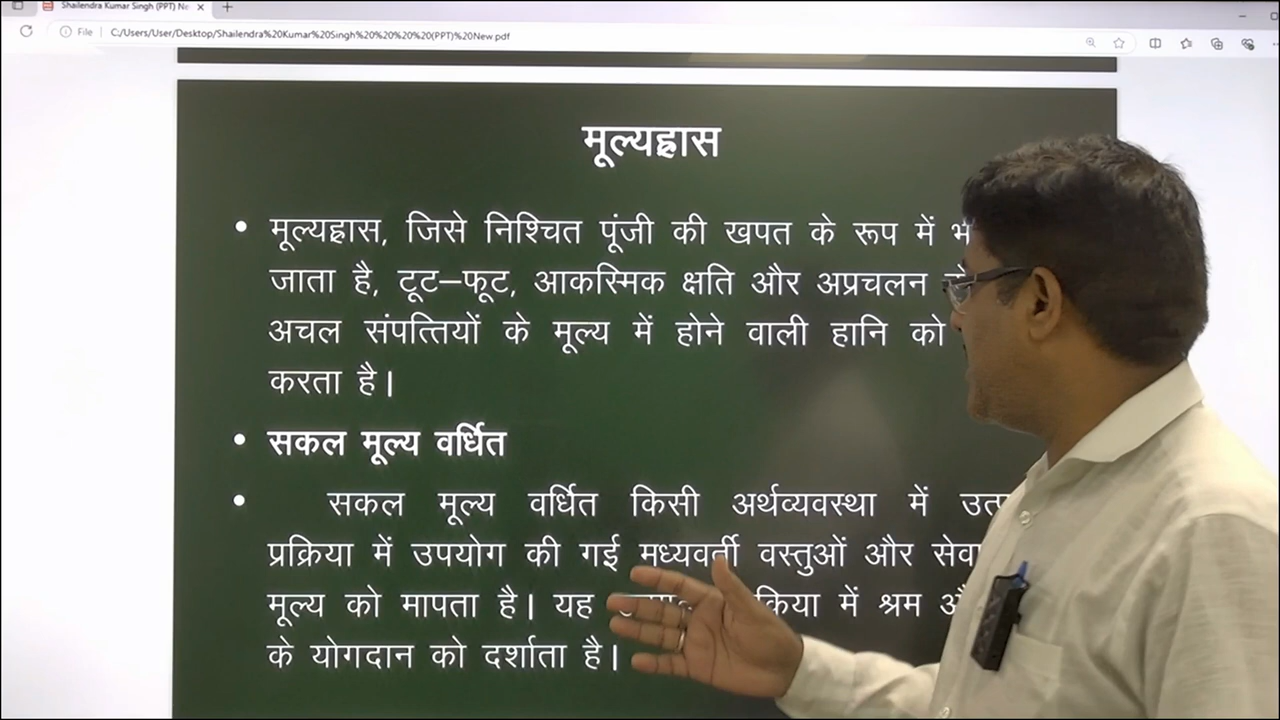 Shailendra Kumar Singh (PPT) Ne
File
C:/Users/User/Desktop/Shailendra%20Kumar%20Singh%20%20%20%20(PPT)%20New.pdf
मूल्यह्रास
• मूल्यह्रास, जिसे निश्चित पूंजी की खपत के रूप में
जाता है, टूट–फूट, आकस्मिक क्षति और अप्रचलन
अचल संपत्तियों के मूल्य में होने वाली हानि को
करता है।
• सकल मूल्य वर्धित
• सकल मूल्य वर्धित किसी अर्थव्यवस्था में
प्रक्रिया में उपयोग की गई मध्यवर्ती वस्तुओं और
मूल्य को मापता है। यह में श्रम
के योगदान को दर्शाता है।